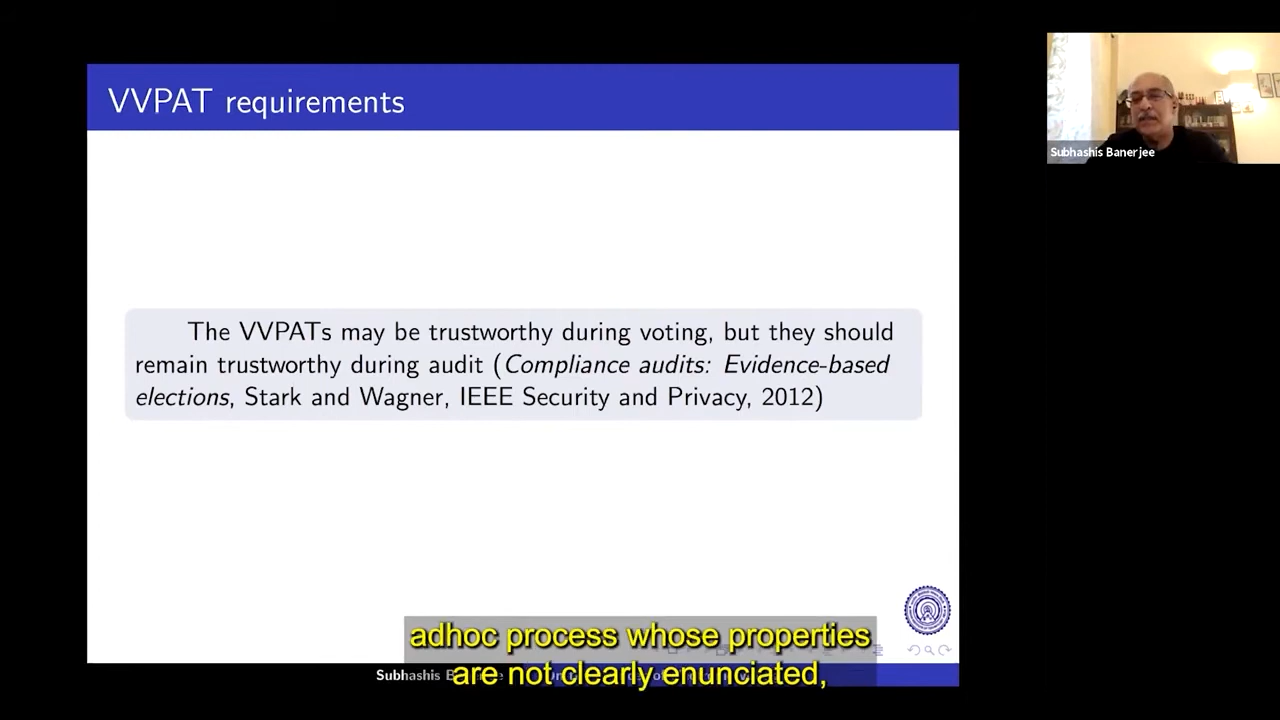 VVPAT requirements
Subhashis Banerjee
The VVPATs may be trustworthy during voting, but they should
remain trustworthy during audit (Compliance audits: Evidence-based
elections, Stark and Wagner, IEEE Security and Privacy, 2012)
adhoc process whose properties
are not clearly enunciated,
Subhashis